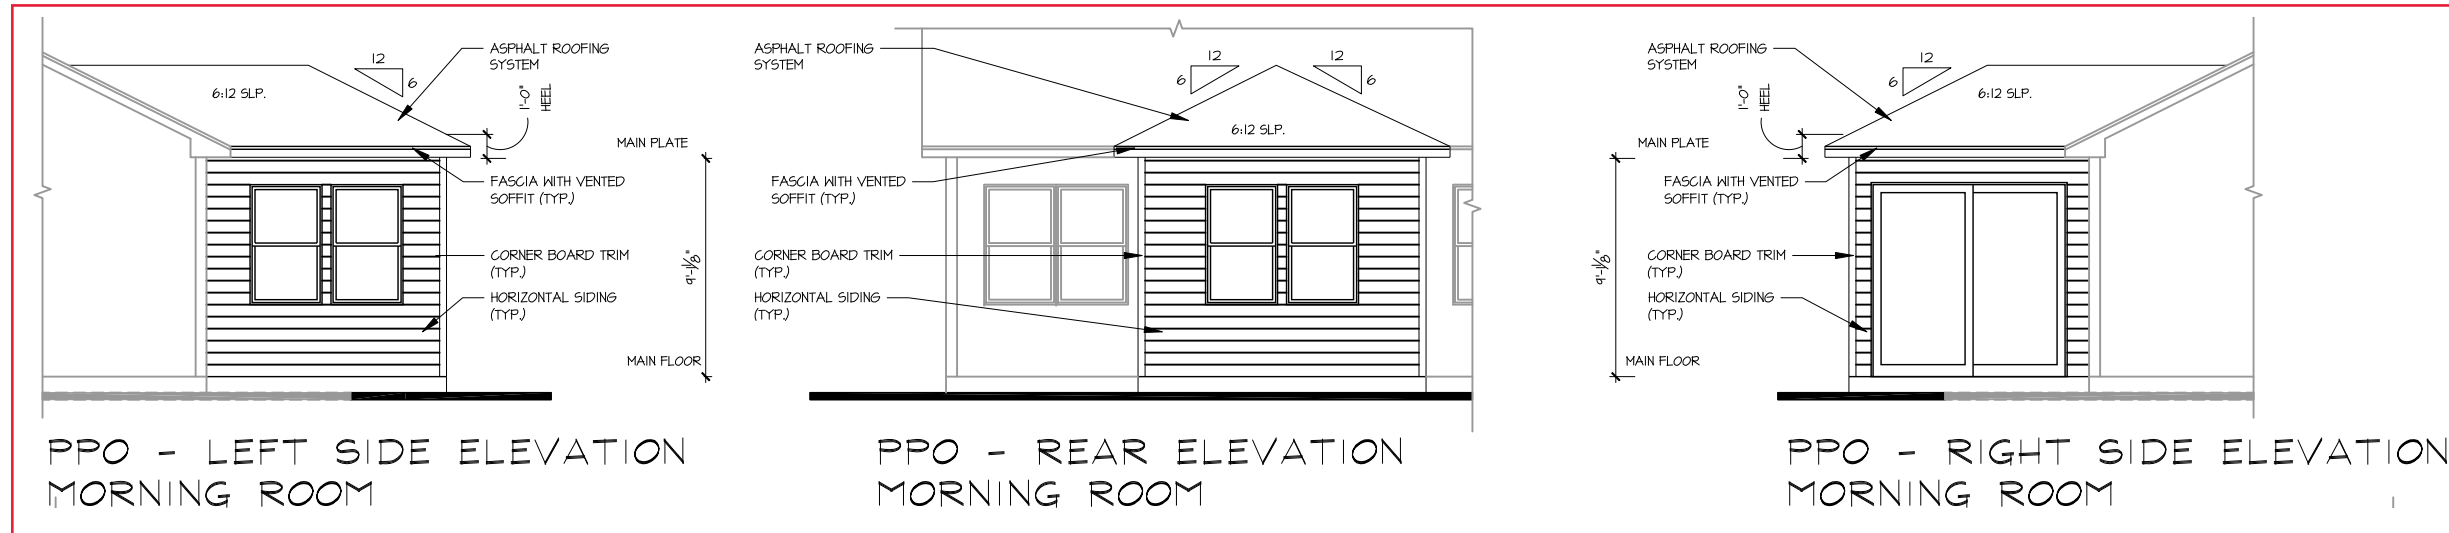 12
6
6:12 SLP.
ASPHALT ROOFING
SYSTEM
1'-0"
HEEL
MAIN PLATE
FASCIA WITH VENTED
SOFFIT (TYP.)
CORNER BOARD TRIM
(TYP.)
9'-1/8"
HORIZONTAL SIDING
(TYP.)
MAIN FLOOR
PPO - LEFT SIDE ELEVATION
MORNING ROOM
ASPHALT ROOFING
SYSTEM
12
6
12
6
6:12 SLP.
FASCIA WITH VENTED
SOFFIT (TYP.)
CORNER BOARD TRIM
(TYP.)
HORIZONTAL SIDING
(TYP.)
PPO - REAR ELEVATION
MORNING ROOM
ASPHALT ROOFING
SYSTEM
12
6
6:12 SLP.
1'-0"
HEEL
MAIN PLATE
FASCIA WITH VENTED
SOFFIT (TYP.)
CORNER BOARD TRIM
(TYP.)
9'-1/8"
HORIZONTAL SIDING
(TYP.)
MAIN FLOOR
PPO - RIGHT SIDE ELEVATION
MORNING ROOM